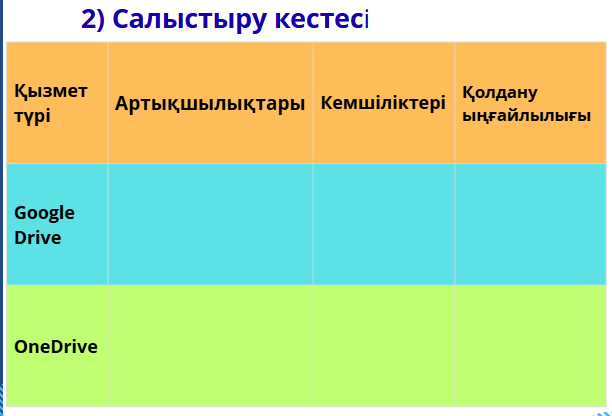 2) Салыстыру кестесі
Қызмет
түрі
Артықшылықтары
Кемшіліктері
Қолдану
ыңғайлылығы
Google
Drive
OneDrive